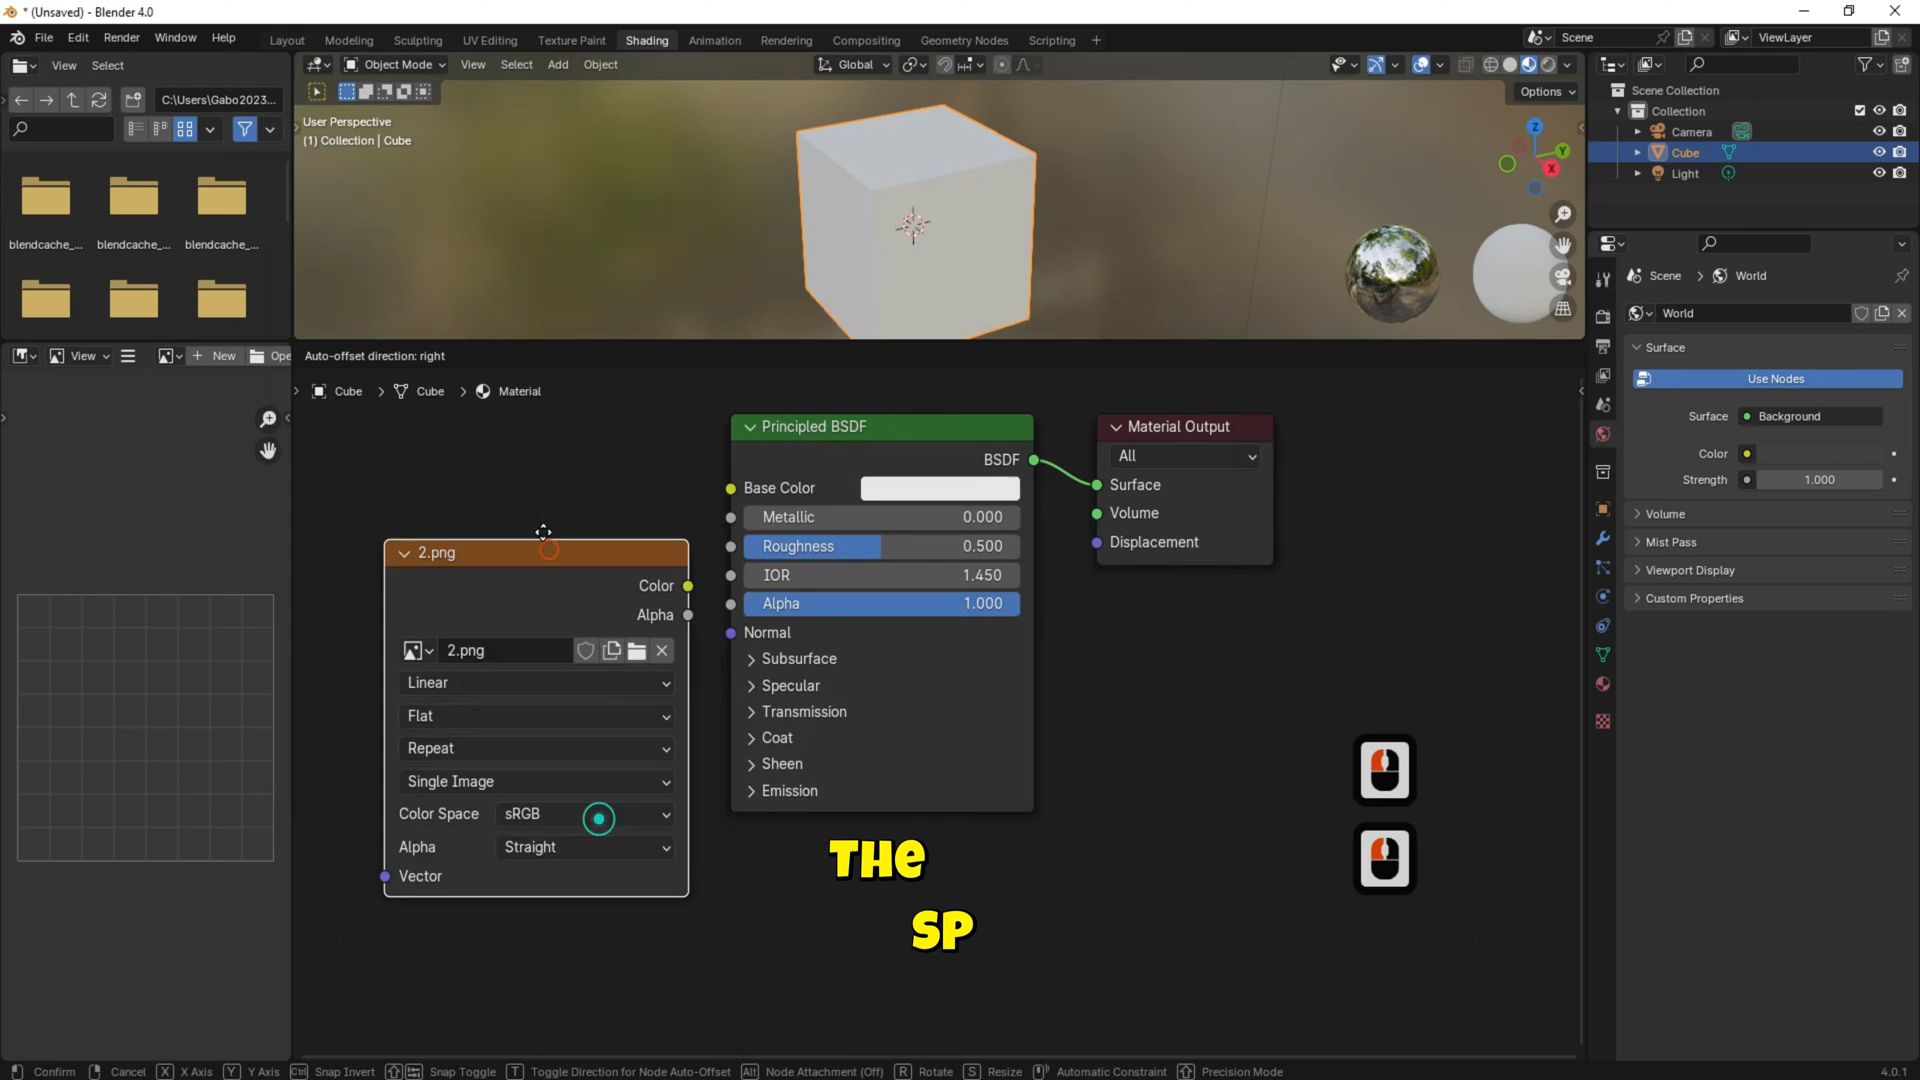 * (Unsaved) - Blender 4.0
File Edit Render Window Help
Layout Modeling Sculpting UV Editing Texture Paint Shading Animation Rendering Compositing Geometry Nodes Scripting +
Scene
ViewLayer
View Select
Object Mode View Select Add Object
Global
C:\Users\Gabo2023...
Options
User Perspective
(1) Collection | Cube
Z
Y
X
blendcache_... blendcache_... blendcache_...
Scene Collection
Collection
Camera
Cube
Light
Scene > World
World
Surface
Use Nodes
Surface Background
Color
Strength 1.000
Volume
Mist Pass
Viewport Display
Custom Properties
View
New
Ope
Auto-offset direction: right
Cube > Cube > Material
2.png
Color
Alpha
2.png
Linear
Flat
Repeat
Single Image
Color Space sRGB
Alpha Straight
Vector
Principled BSDF
BSDF
Base Color
Metallic 0.000
Roughness 0.500
IOR 1.450
Alpha 1.000
Normal
Subsurface
Specular
Transmission
Coat
Sheen
Emission
Material Output
All
Surface
Volume
Displacement
THE
SP
Confirm Cancel X X Axis Y Y Axis Ctrl Snap Invert Snap Toggle T Toggle Direction for Node Auto-Offset Alt Node Attachment (Off) R Rotate S Resize Automatic Constraint Precision Mode 4.0.1